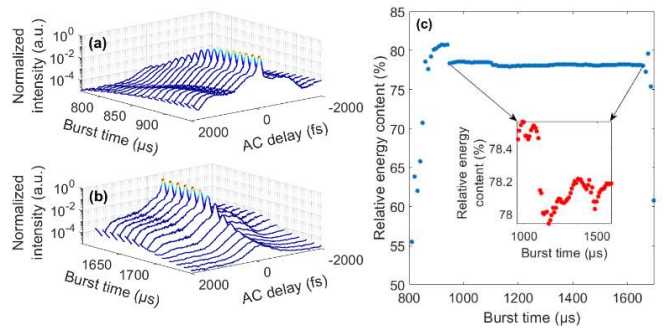 (a)
Normalized
intensity (a.u.)
10^0
10^-2
10^-4
800
850
900
Burst time (µs)
2000
0
-2000
AC delay (fs)
(b)
Normalized
intensity (a.u.)
10^0
10^-2
10^-4
1650
1700
Burst time (µs)
2000
0
-2000
AC delay (fs)
(c)
Relative energy content (%)
85
80
75
70
65
60
55
50
800
1000
1200
1400
1600
Burst time (µs)
Relative energy
content (%)
78.4
78.2
78
1000
1500
Burst time (µs)